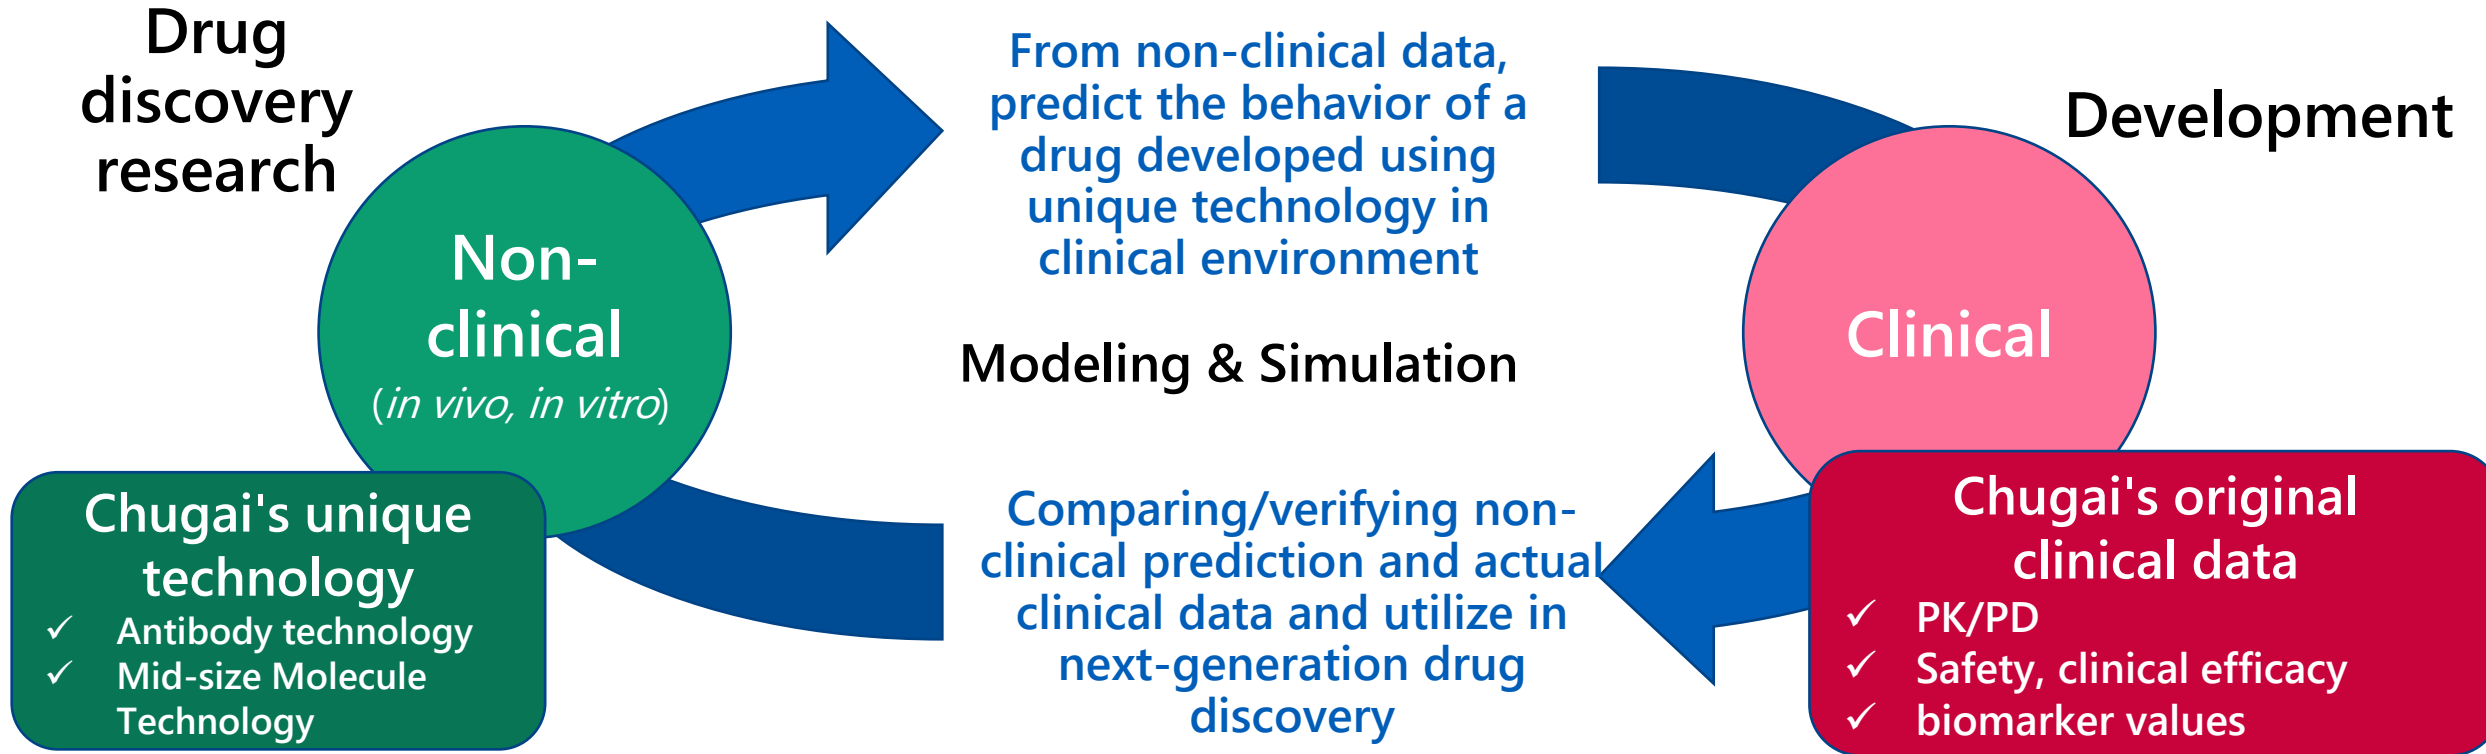 Drug
discovery
research
Non-
clinical
(in vivo, in vitro)
Chugai's unique
technology
✓ Antibody technology
✓ Mid-size Molecule
Technology
From non-clinical data,
predict the behavior of a
drug developed using
unique technology in
clinical environment
Modeling & Simulation
Comparing/verifying non-
clinical prediction and actual
clinical data and utilize in
next-generation drug
discovery
Development
Clinical
Chugai's original
clinical data
✓ PK/PD
✓ Safety, clinical efficacy
✓ biomarker values